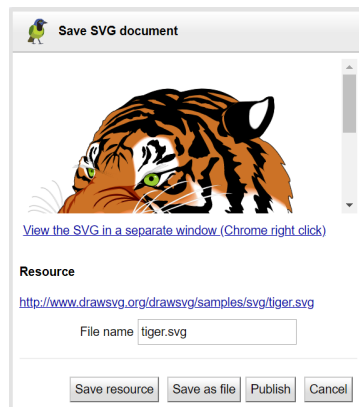 Save SVG document
View the SVG in a separate window (Chrome right click)
Resource
http://www.drawsvg.org/drawsvg/samples/svg/tiger.svg
File name tiger.svg
Save resource Save as file Publish Cancel